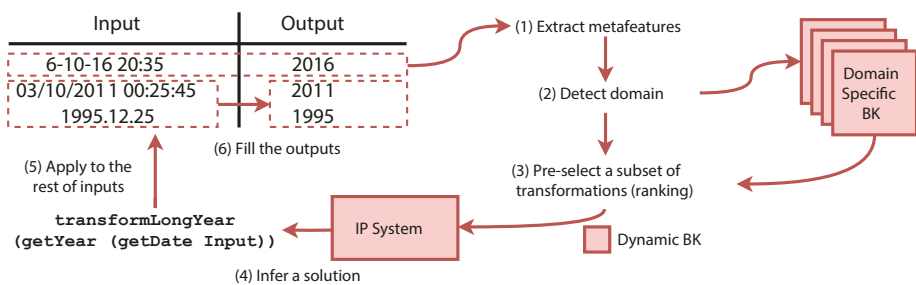 Input Output
6-10-16 20:35 2016
03/10/2011 00:25:45 2011
1995.12.25 1995
(1) Extract metafeatures
(2) Detect domain
Domain
Specific
BK
(3) Pre-select a subset of
transformations (ranking)
Dynamic BK
IP System
(4) Infer a solution
transformLongYear
(getYear (getDate Input))
(5) Apply to the
rest of inputs
(6) Fill the outputs